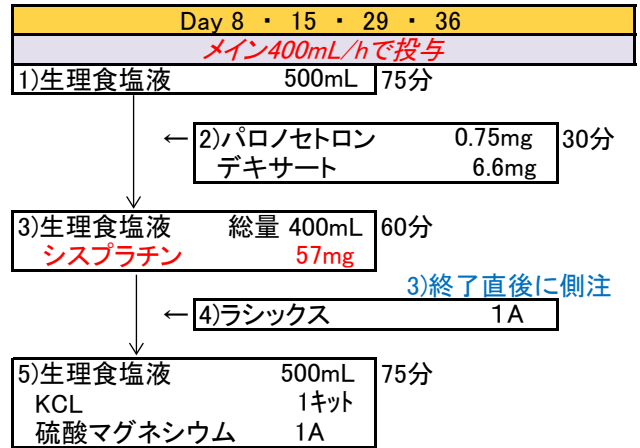 Day 8 ・ 15 ・ 29 ・ 36
メイン400mL/hで投与
1)生理食塩液 500mL 75分
← 2)パロノセトロン 0.75mg 30分
デキサート 6.6mg
3)生理食塩液 総量 400mL 60分
シスプラチン 57mg
3)終了直後に側注
← 4)ラシックス 1A
5)生理食塩液 500mL 75分
KCL 1キット
硫酸マグネシウム 1A